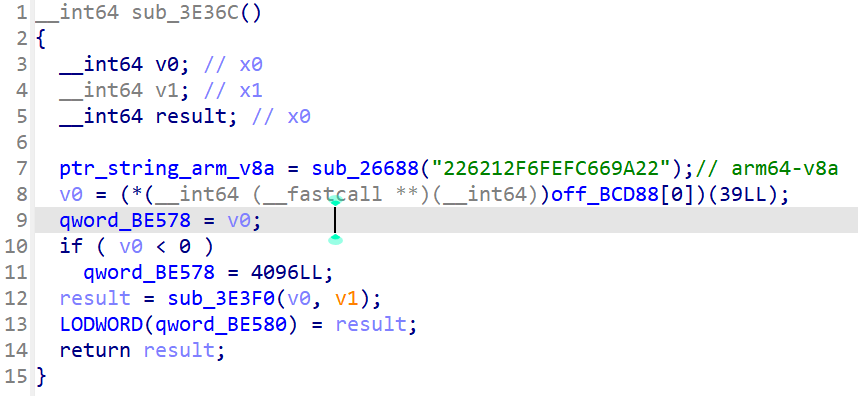 1 __int64 sub_3E36C()
2 {
3   __int64 v0; // x0
4   __int64 v1; // x1
5   __int64 result; // x0
6
7   ptr_string_arm_v8a = sub_26688("226212F6FEFC669A22");// arm64-v8a
8   v0 = (*(__int64 (__fastcall **)(__int64))off_BCD88[0])(39LL);
9   qword_BE578 = v0;
10   if ( v0 < 0 )
11     qword_BE578 = 4096LL;
12   result = sub_3E3F0(v0, v1);
13   LODWORD(qword_BE580) = result;
14   return result;
15 }